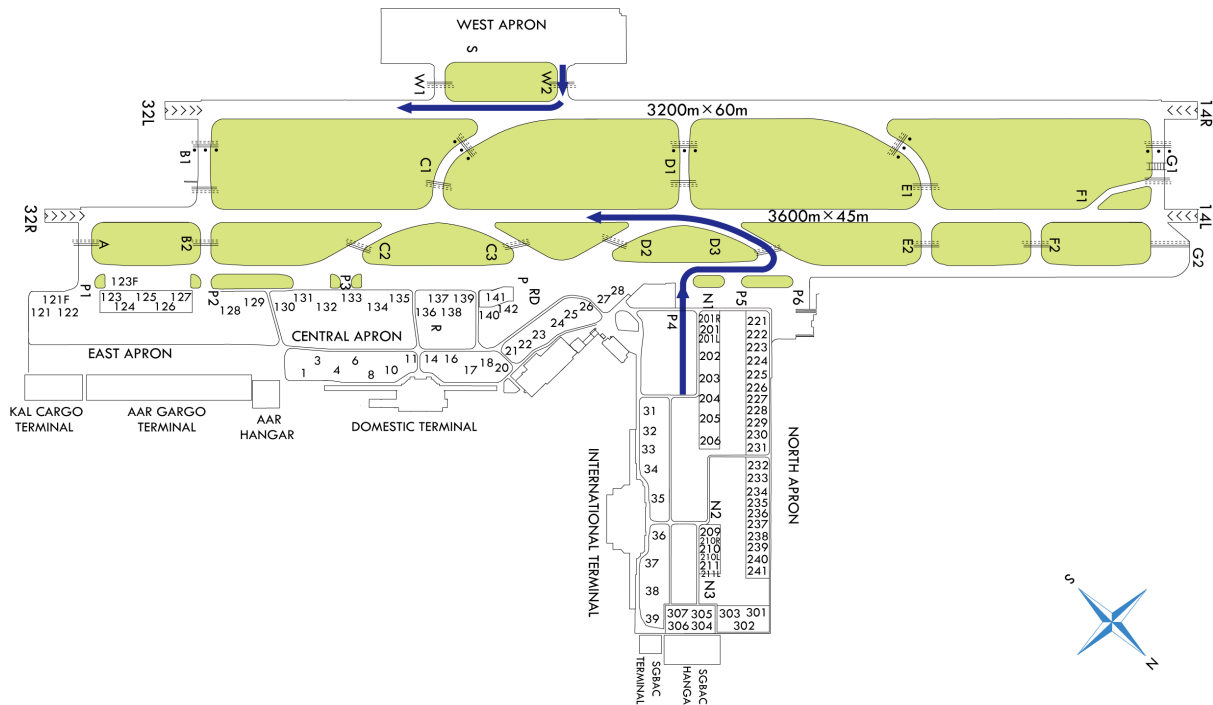 WEST APRON
S
W1
W2
32L
3200m×60m
14R
B1
C1
D1
E1
F1
G1
32R
3600m×45m
14L
A
B2
C2
C3
D2
D3
E2
F2
G2
P1
P2
P3
P
RD
P4
N1
P5
P6
123F
121F
121 122
123 125 127
124 126
128 129
130 131 132 133 134 135
136 137 138 139
R
140 141 142
27 28
21 22 23 24 25 26
EAST APRON
CENTRAL APRON
1 3 4 6 8 10 11
14 16 17 18 20
KAL CARGO
TERMINAL
AAR GARGO
TERMINAL
AAR
HANGAR
DOMESTIC TERMINAL
INTERNATIONAL TERMINAL
31
32
33
34
35
36
37
38
39
201R
201
201L
202
203
204
205
206
N2
209
210R
210
210L
211
211L
N3
221
222
223
224
225
226
227
228
229
230
231
232
233
234
235
236
237
238
239
240
241
NORTH APRON
307 305
306 304
303 301
302
SGBAC
TERMINAL
SGBAC
HANGA
S
N